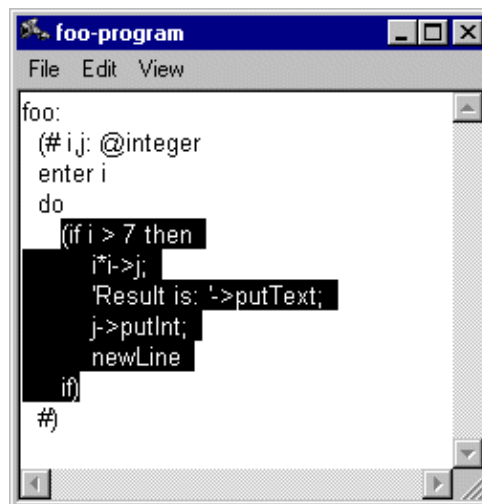 foo-program
File Edit View
foo:
(# i,j: @integer
enter i
do
(if i > 7 then
i*i->j;
'Result is: '->putText;
j->putInt;
newLine
if)
#)